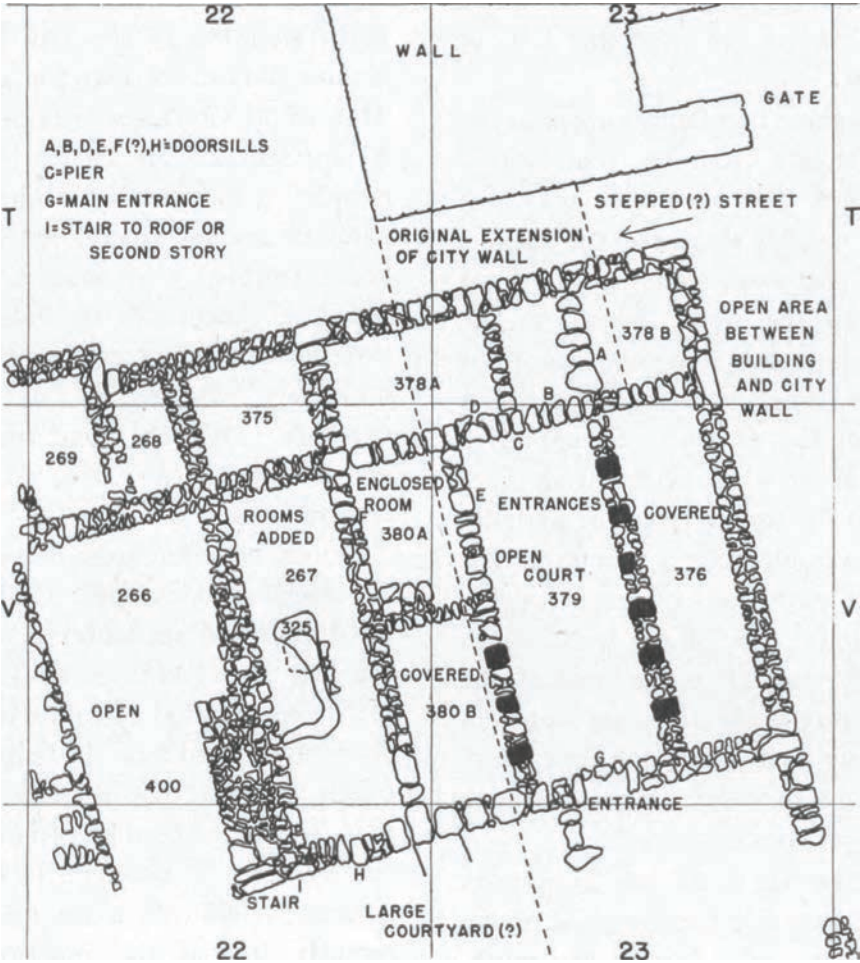 22
23
WALL
GATE
A,B,D,E,F(?),H=DOORSILLS
C=PIER
G=MAIN ENTRANCE
I=STAIR TO ROOF OR
SECOND STORY
T
T
STEPPED(?) STREET
ORIGINAL EXTENSION
OF CITY WALL
OPEN AREA
BETWEEN
BUILDING
AND CITY
WALL
378 B
A
378A
375
268
269
B
D
C
ENCLOSED
ROOM
F
380A
E
ENTRANCES
COVERED
ROOMS
ADDED
267
OPEN
COURT
379
376
266
V
V
325
COVERED
380 B
OPEN
400
G
ENTRANCE
H
I
STAIR
LARGE
COURTYARD(?)
22
23